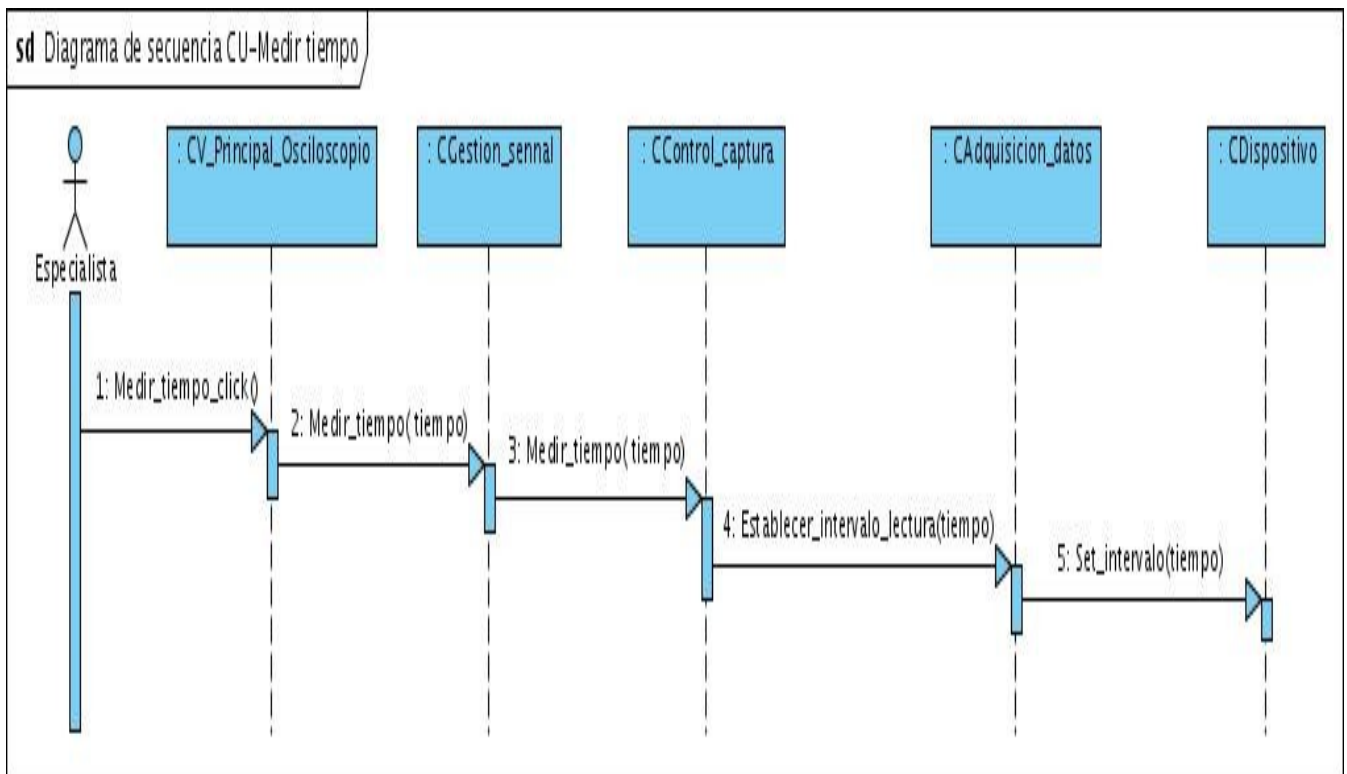 sd Diagrama de secuencia CU-Medir tiempo
: CV_Principal_Osciloscopio
: CGestion_sennal
: CControl_captura
: CAdquisicion_datos
: CDispositivo
Especialista
1: Medir_tiempo_click()
2: Medir_tiempo( tiempo)
3: Medir_tiempo( tiempo)
4: Establecer_intervalo_lectura(tiempo)
5: Set_intervalo(tiempo)